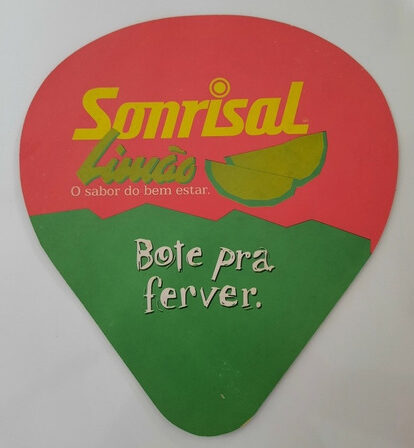 Sonrisal
Limão
O sabor do bem estar.
Bote pra
ferver.